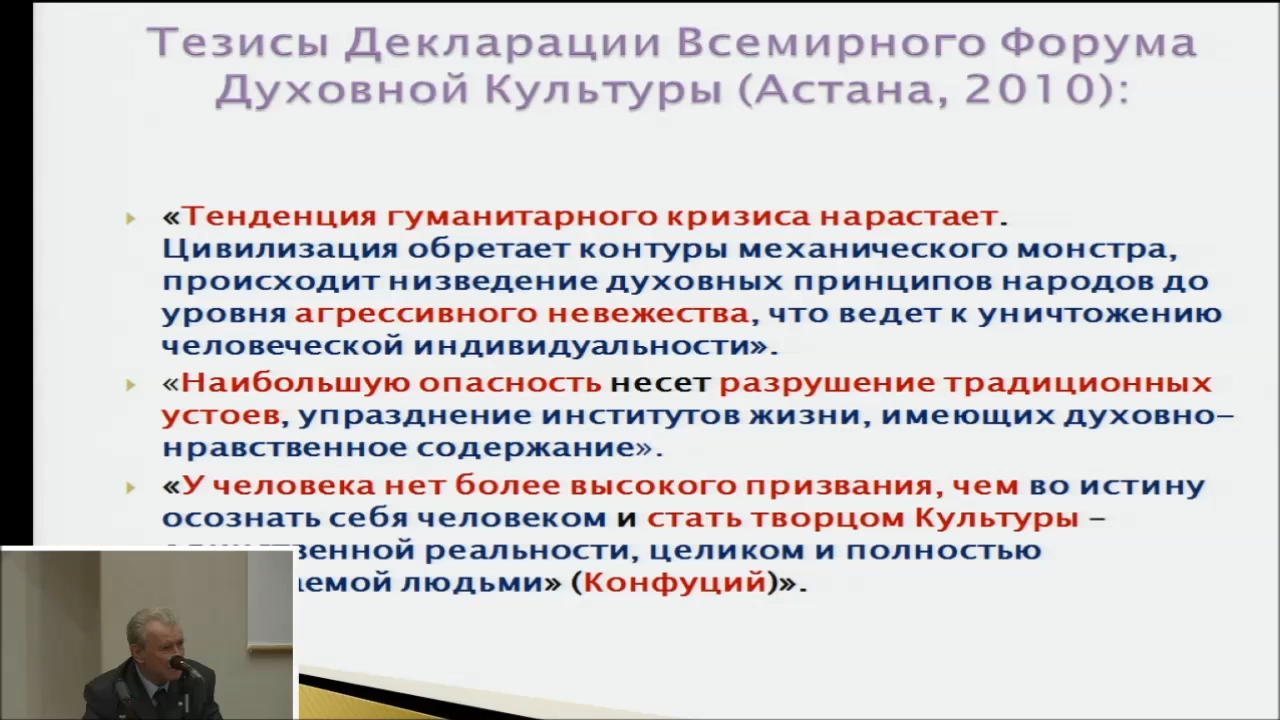 Тезисы Декларации Всемирного Форума
Духовной Культуры (Астана, 2010):
«Тенденция гуманитарного кризиса нарастает.
Цивилизация обретает контуры механического монстра,
происходит низведение духовных принципов народов до
уровня агрессивного невежества, что ведет к уничтожению
человеческой индивидуальности».
«Наибольшую опасность несет разрушение традиционных
устоев, упразднение институтов жизни, имеющих духовно-
нравственное содержание».
«У человека нет более высокого призвания, чем во истину
осознать себя человеком и стать творцом Культуры –
реальности, целиком и полностью
людьми» (Конфуций)».